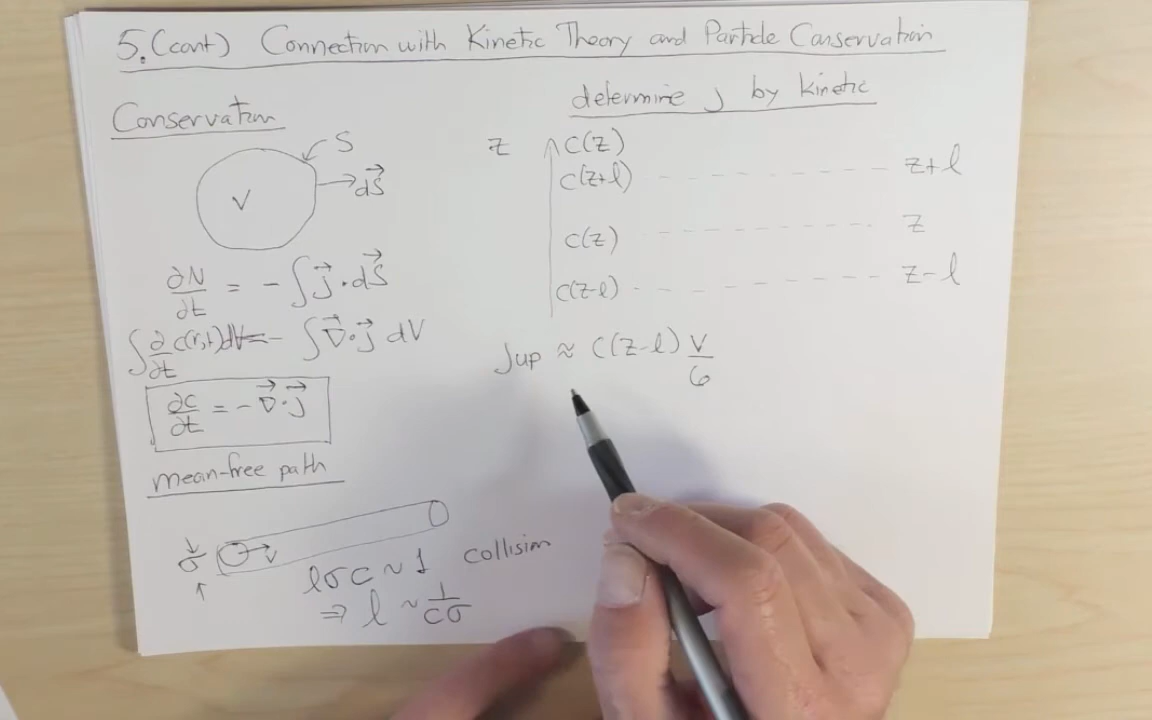 5. (cont) Connection with Kinetic Theory and Particle Conservation
Conservation
S
V
dS⃗
∂N/∂t = - ∫ j⃗ · dS⃗
∫ ∂/∂t c(r,t) dV = - ∫ ∇⃗ · j⃗ dV
∂c/∂t = - ∇⃗ · j⃗
mean-free path
σ
v
lσc ~ 1 collision
⇒ l ~ 1/cσ
determine j by kinetic
z C(z)
C(z+l) z+l
C(z) z
C(z-l) z-l
jup ≈ C(z-l) v/6